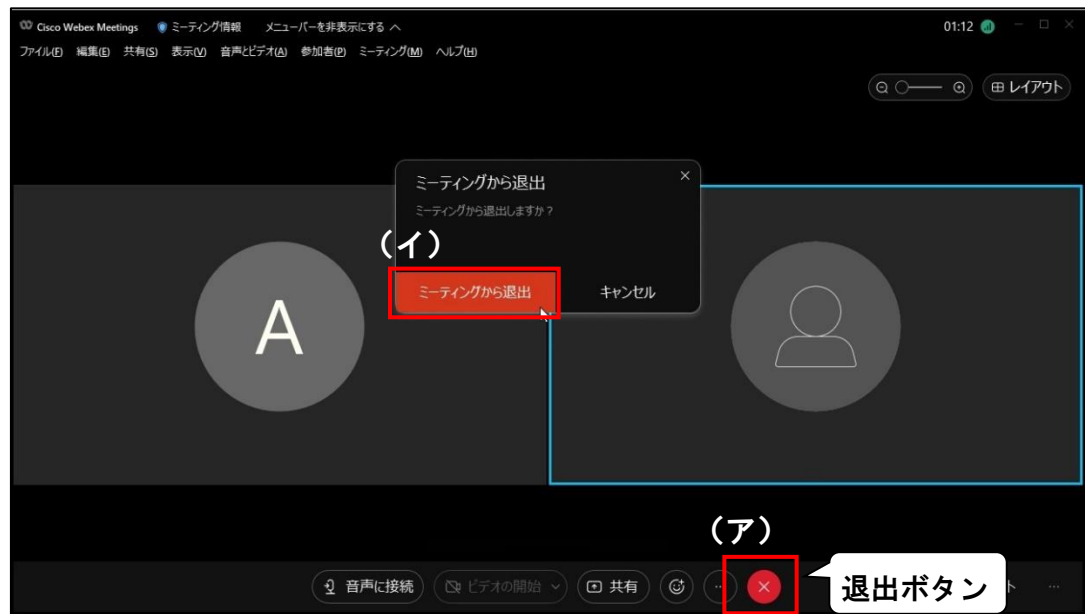 Cisco Webex Meetings ミーティング情報 メニューバーを非表示にする へ 01:12
ファイル(F) 編集(E) 共有(S) 表示(V) 音声とビデオ(A) 参加者(P) ミーティング(M) ヘルプ(H)
レイアウト
ミーティングから退出
ミーティングから退出しますか?
(イ)
ミーティングから退出 キャンセル
A
(ア)
音声に接続 ビデオの開始 共有 ト
退出ボタン